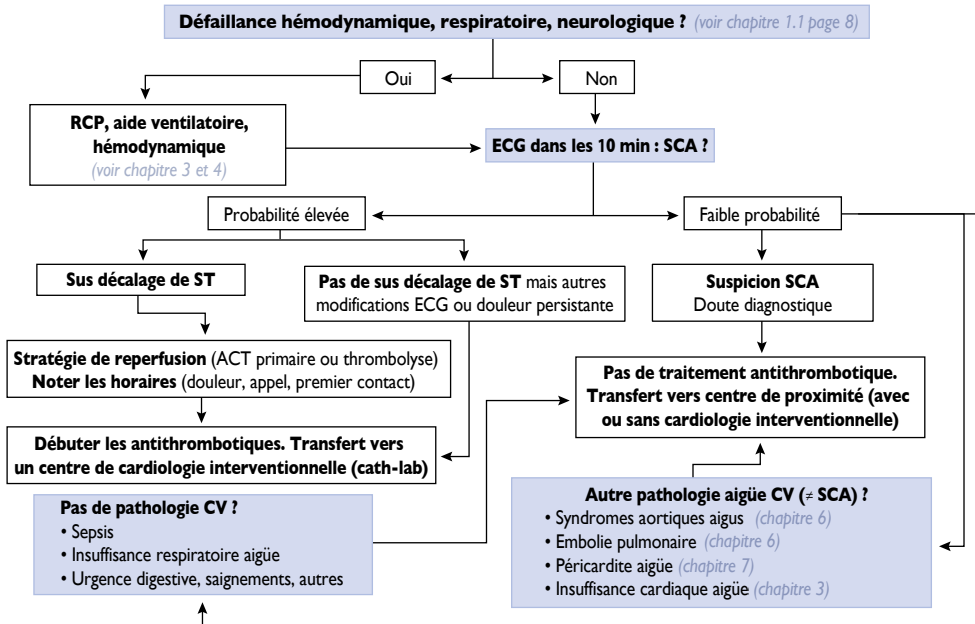 Défaillance hémodynamique, respiratoire, neurologique ? (voir chapitre 1.1 page 8)
Oui
Non
RCP, aide ventilatoire,
hémodynamique
(voir chapitre 3 et 4)
ECG dans les 10 min : SCA ?
Probabilité élevée
Faible probabilité
Sus décalage de ST
Pas de sus décalage de ST mais autres
modifications ECG ou douleur persistante
Suspicion SCA
Doute diagnostique
Stratégie de reperfusion (ACT primaire ou thrombolyse)
Noter les horaires (douleur, appel, premier contact)
Pas de traitement antithrombotique.
Transfert vers centre de proximité (avec
ou sans cardiologie interventionnelle)
Débuter les antithrombotiques. Transfert vers
un centre de cardiologie interventionnelle (cath-lab)
Pas de pathologie CV ?
• Sepsis
• Insuffisance respiratoire aigüe
• Urgence digestive, saignements, autres
Autre pathologie aigüe CV (≠ SCA) ?
• Syndromes aortiques aigus (chapitre 6)
• Embolie pulmonaire (chapitre 6)
• Péricardite aigüe (chapitre 7)
• Insuffisance cardiaque aigüe (chapitre 3)